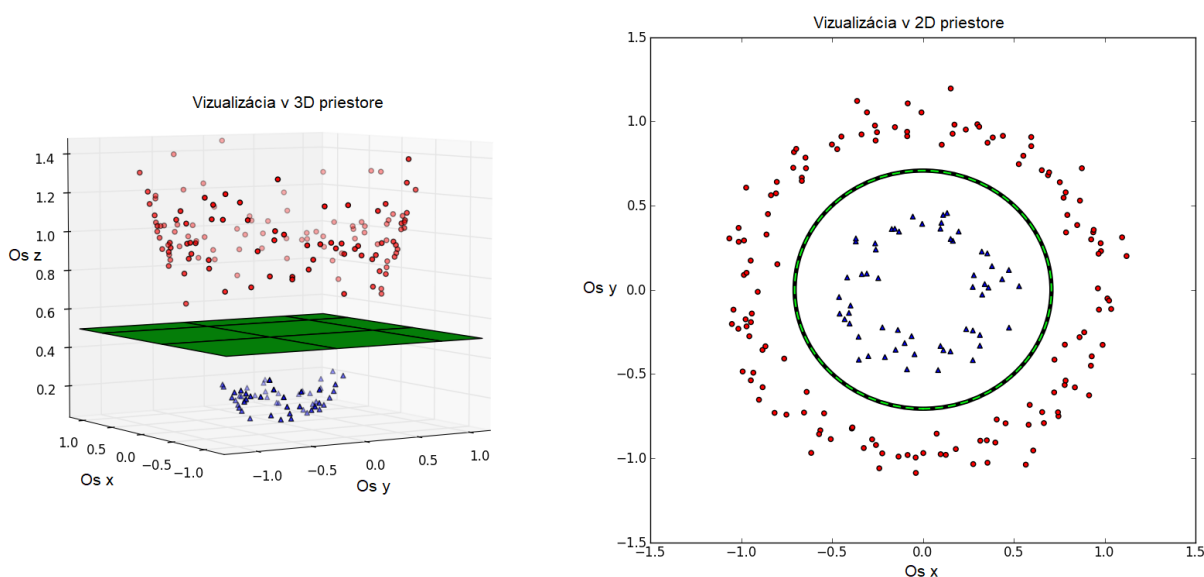 Vizualizácia v 3D priestore
1.4
1.2
1.0
Os z
0.8
0.6
0.4
0.2
1.0 0.5 0.0 −0.5 −1.0
Os x
−1.0 −0.5 0.0 0.5 1.0
Os y
Vizualizácia v 2D priestore
1.5
1.0
0.5
Os y
0.0
−0.5
−1.0
−1.5
−1.5 −1.0 −0.5 0.0 0.5 1.0 1.5
Os x